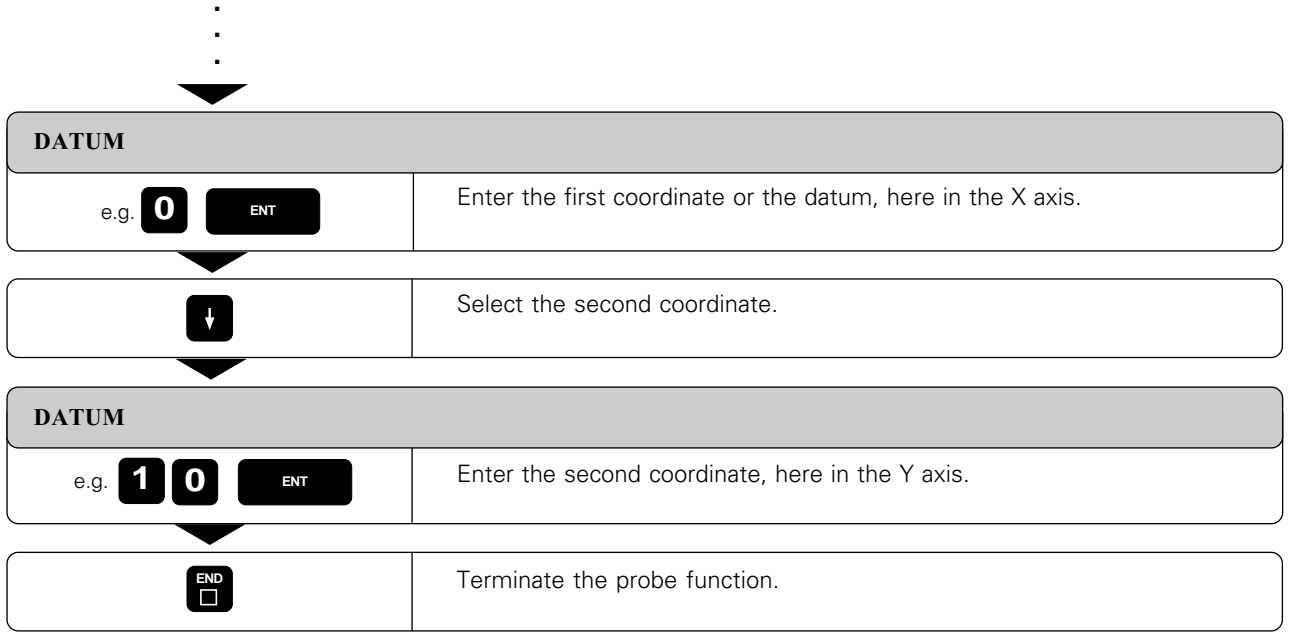 DATUM
e.g. 0 ENT
Enter the first coordinate or the datum, here in the X axis.
Select the second coordinate.
DATUM
e.g. 1 0 ENT
Enter the second coordinate, here in the Y axis.
END
Terminate the probe function.